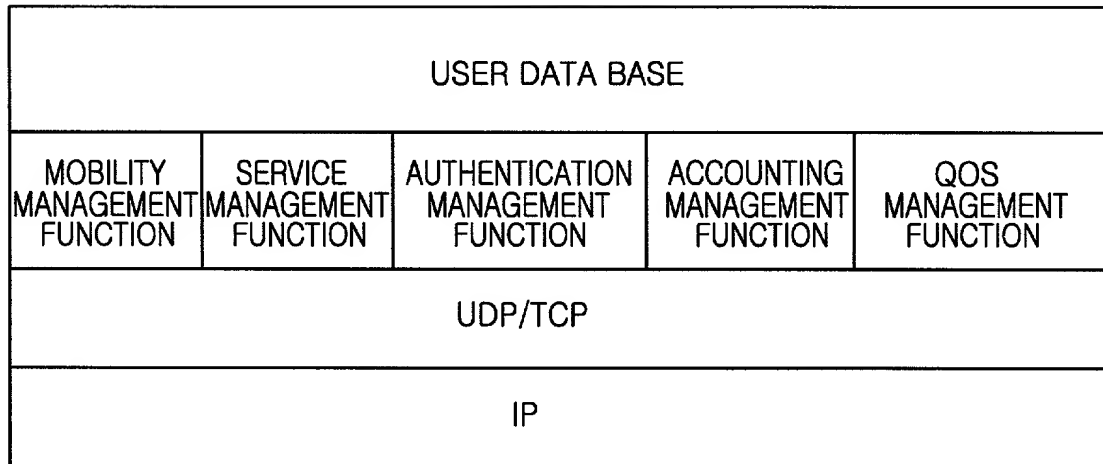 USER DATA BASE
MOBILITY
MANAGEMENT
FUNCTION
SERVICE
MANAGEMENT
FUNCTION
AUTHENTICATION
MANAGEMENT
FUNCTION
ACCOUNTING
MANAGEMENT
FUNCTION
QOS
MANAGEMENT
FUNCTION
UDP/TCP
IP